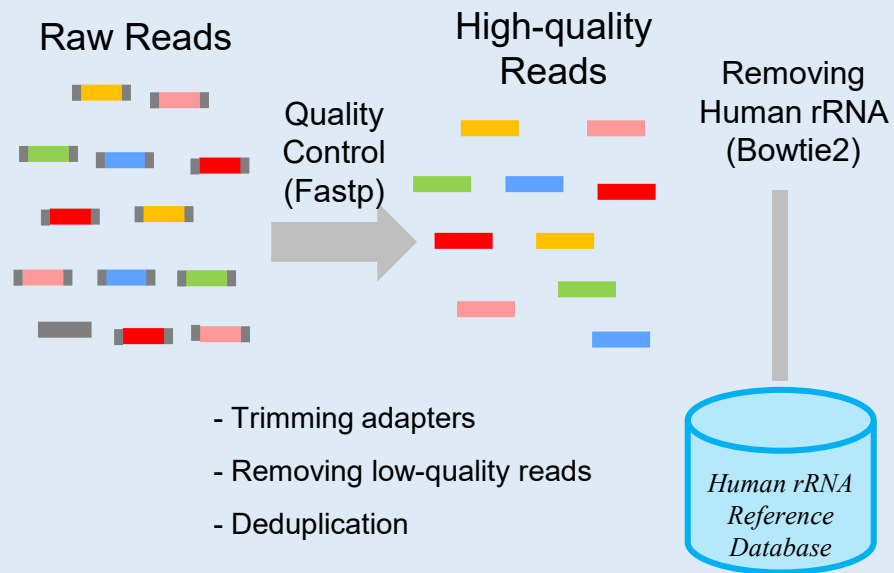 Raw Reads
Quality
Control
(Fastp)
High-quality
Reads
Removing
Human rRNA
(Bowtie2)
- Trimming adapters
- Removing low-quality reads
- Deduplication
Human rRNA
Reference
Database